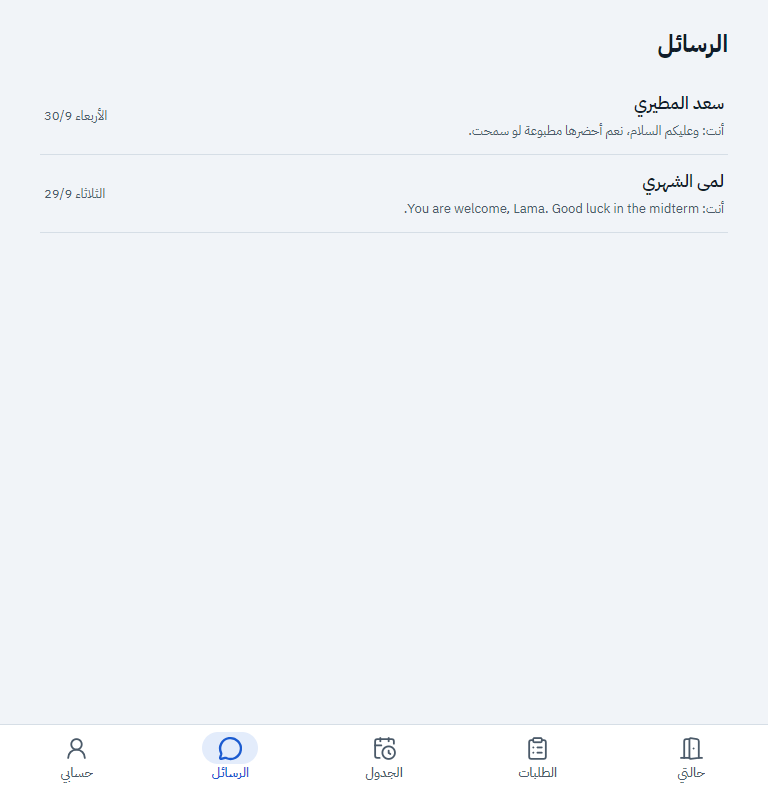 الرسائل
سعد المطيري
الأربعاء 30/9
أنت: وعليكم السلام، نعم أحضرها مطبوعة لو سمحت.
لمى الشهري
الثلاثاء 29/9
أنت: You are welcome, Lama. Good luck in the midterm.
حالتي
الطلبات
الجدول
الرسائل
حسابي